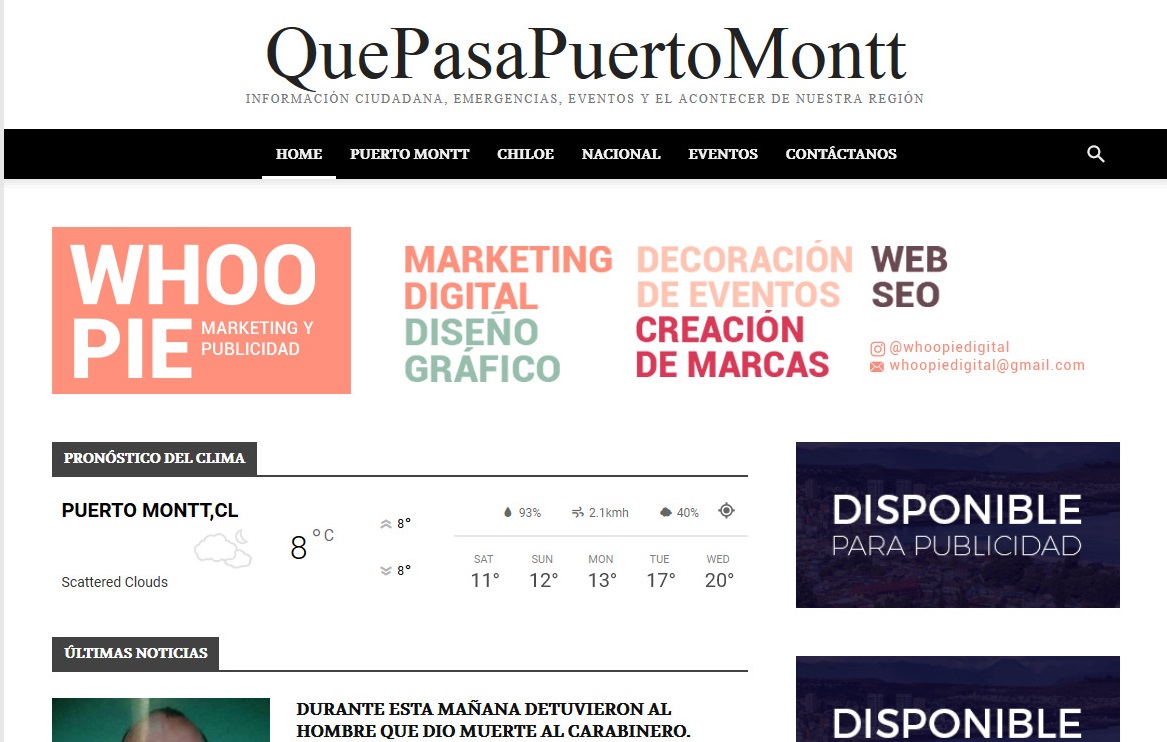 QuePasaPuertoMontt
INFORMACIÓN CIUDADANA, EMERGENCIAS, EVENTOS Y EL ACONTECER DE NUESTRA REGIÓN
HOME PUERTO MONTT CHILOE NACIONAL EVENTOS CONTÁCTANOS
WHOO
PIE MARKETING Y
PUBLICIDAD
MARKETING
DIGITAL
DISEÑO
GRÁFICO
DECORACIÓN
DE EVENTOS
CREACIÓN
DE MARCAS
WEB
SEO
@whoopiedigital
whoopiedigital@gmail.com
PRONÓSTICO DEL CLIMA
PUERTO MONTT,CL
Scattered Clouds
8 °C
8°
8°
93% 2.1kmh 40%
SAT SUN MON TUE WED
11° 12° 13° 17° 20°
DISPONIBLE
PARA PUBLICIDAD
ÚLTIMAS NOTICIAS
DURANTE ESTA MAÑANA DETUVIERON AL
HOMBRE QUE DIO MUERTE AL CARABINERO.
DISPONIBLE